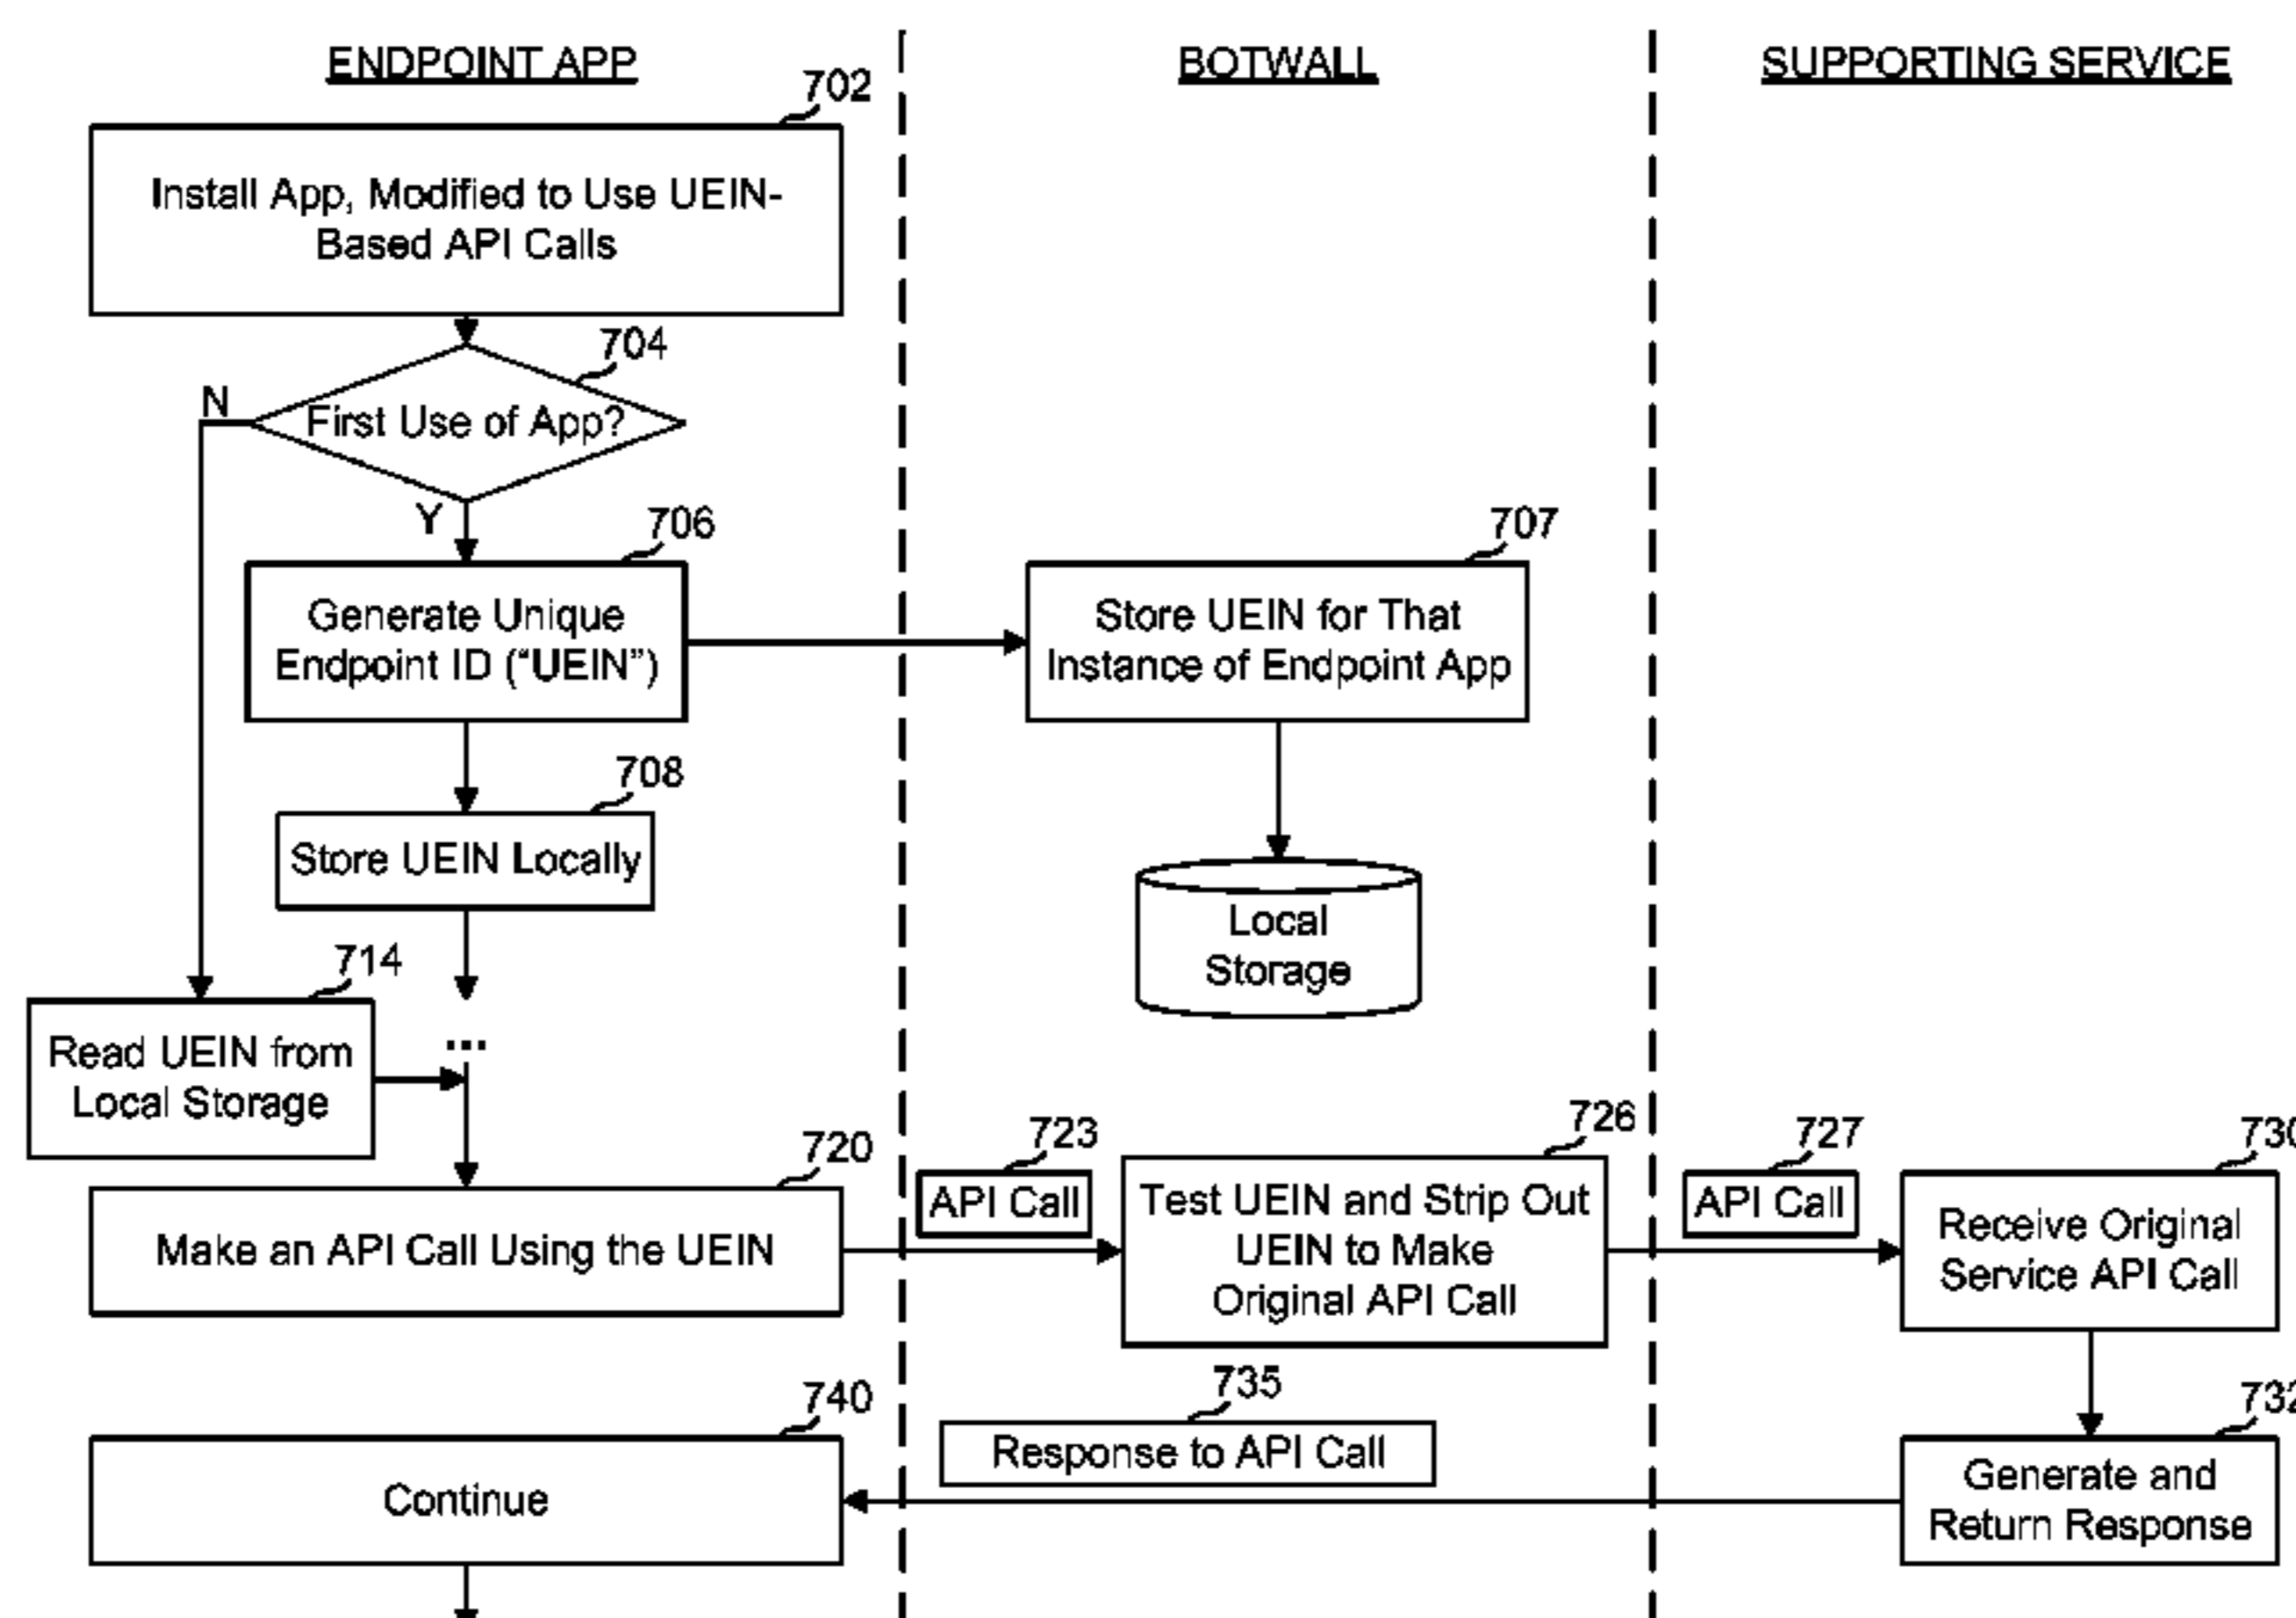 ENDPOINT APP
BOTWALL
SUPPORTING SERVICE
702
Install App, Modified to Use UEIN-
Based API Calls
704
N
First Use of App?
Y
706
707
Generate Unique
Endpoint ID (“UEIN”)
Store UEIN for That
Instance of Endpoint App
708
Store UEIN Locally
Local
Storage
714
Read UEIN from
Local Storage
...
720
723
726
727
730
Make an API Call Using the UEIN
API Call
Test UEIN and Strip Out
UEIN to Make
Original API Call
API Call
Receive Original
Service API Call
740
735
732
Continue
Response to API Call
Generate and
Return Response